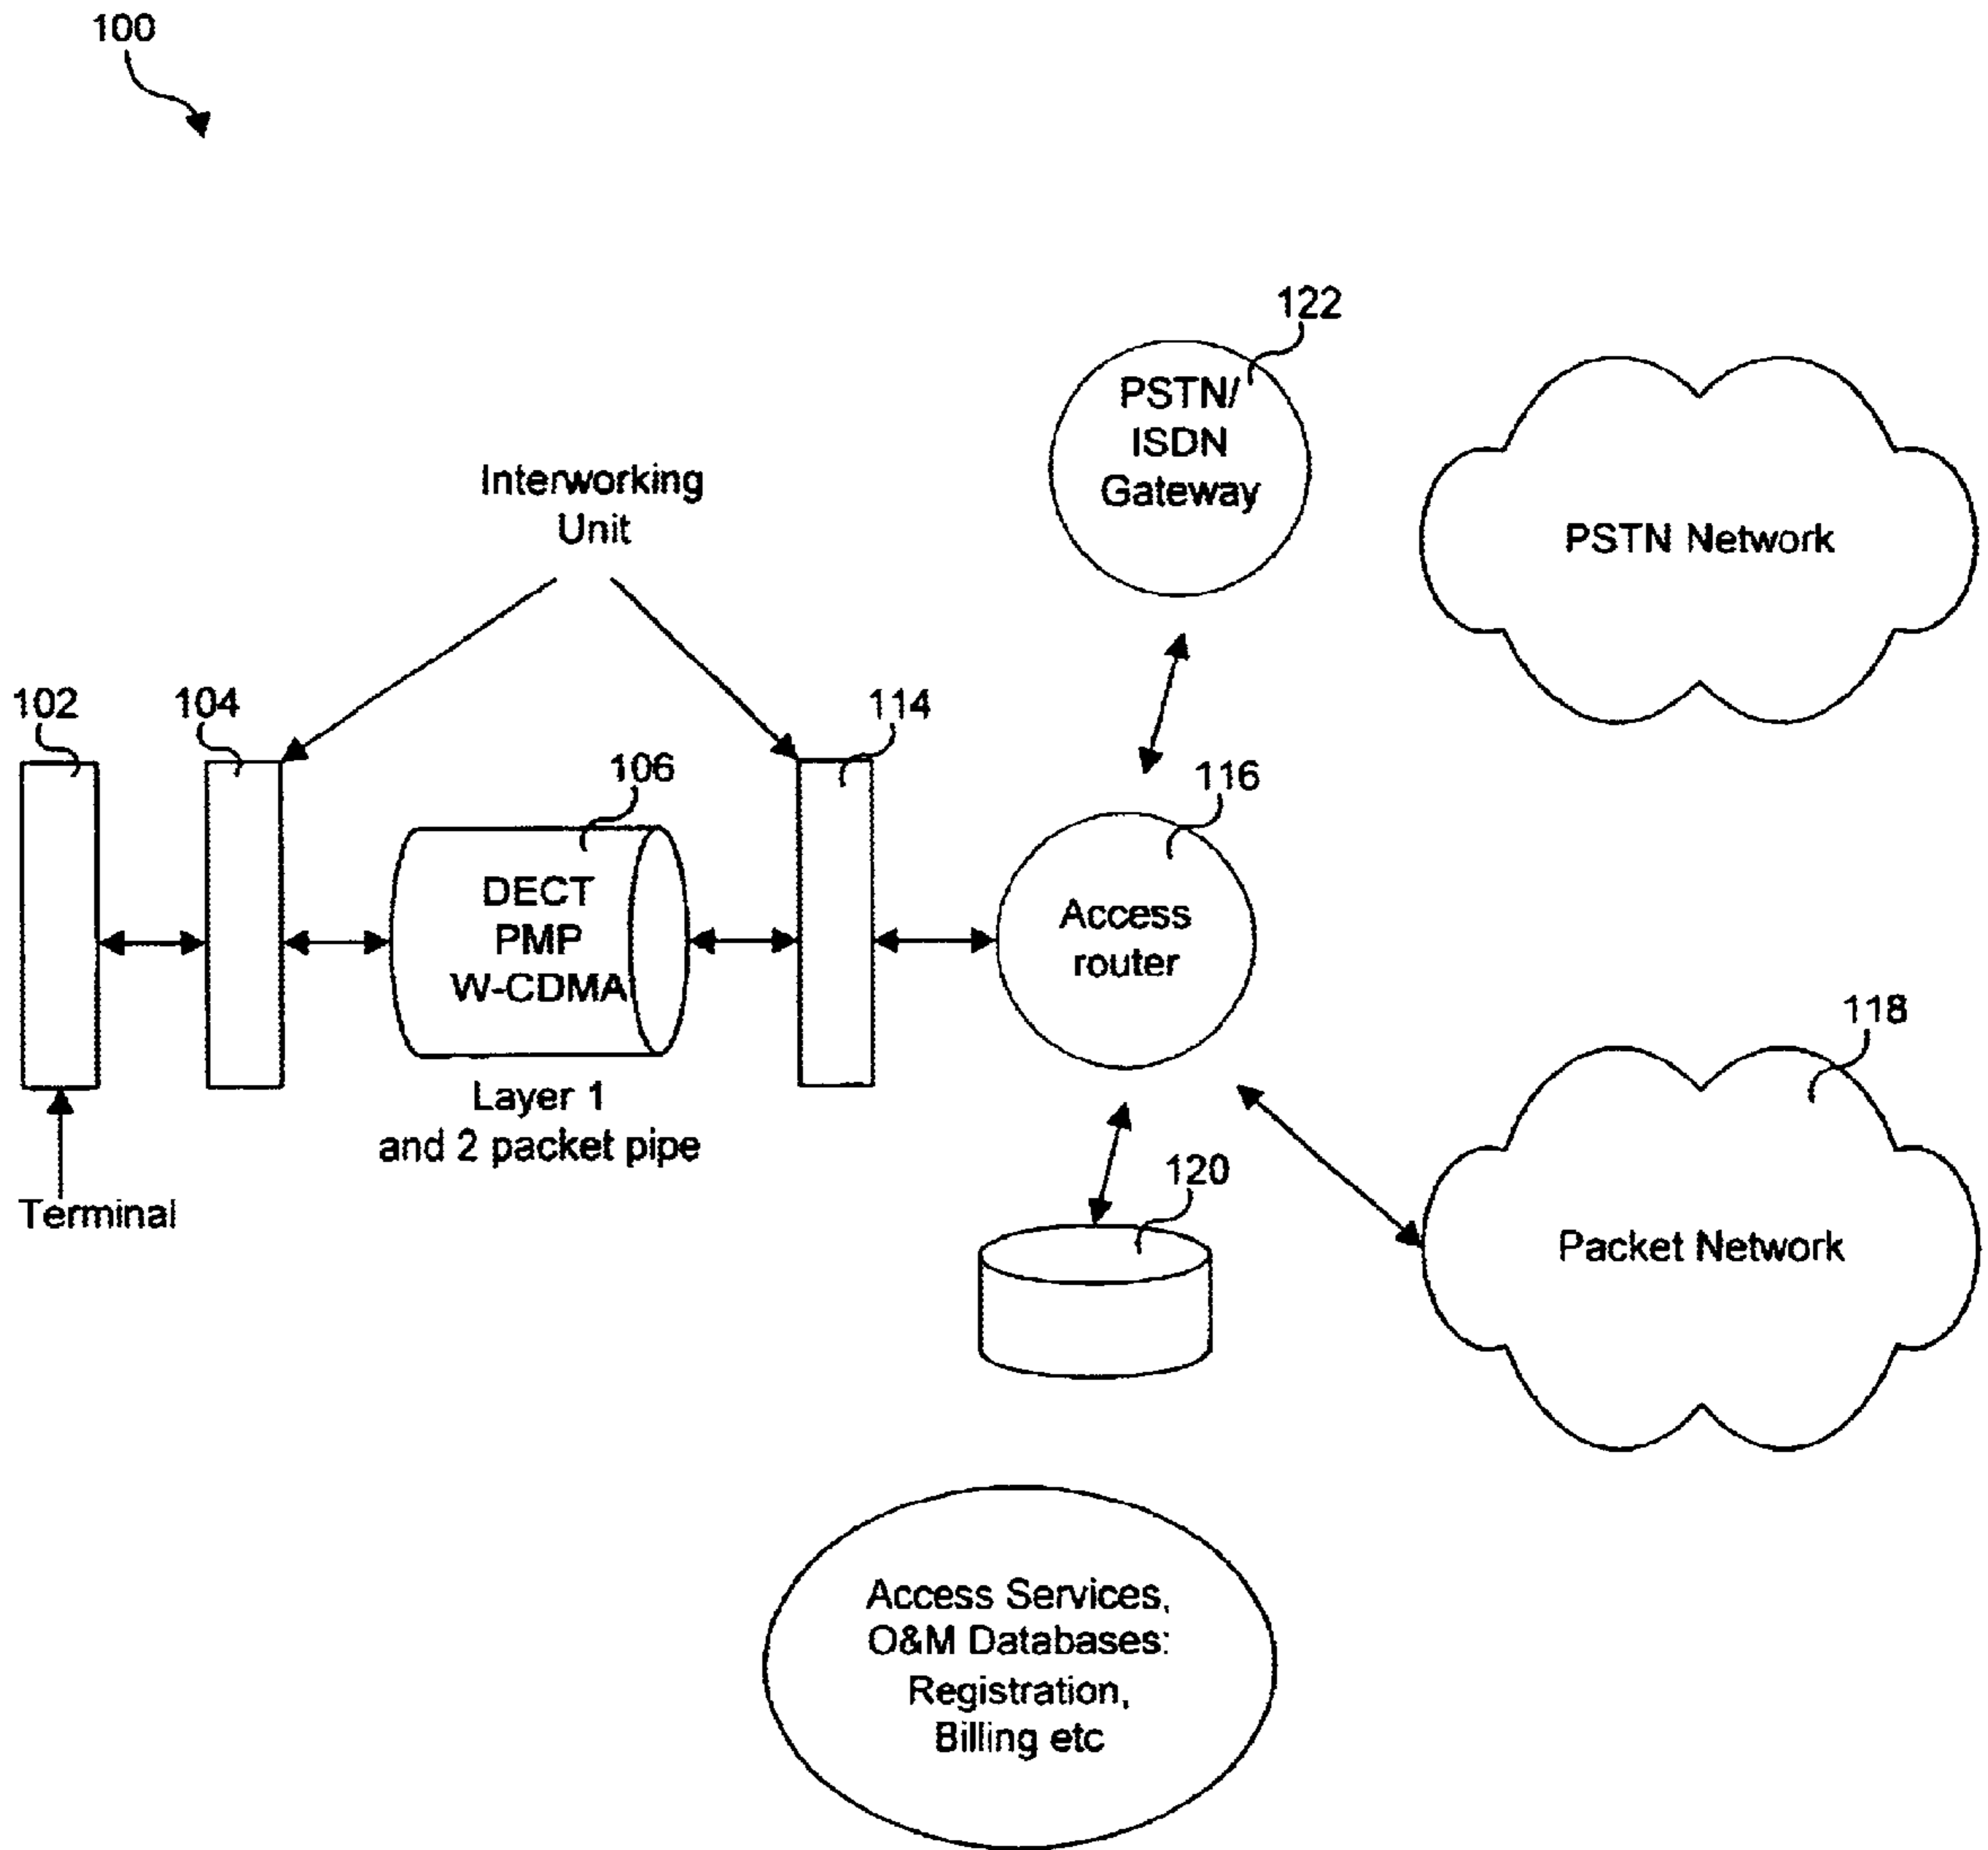 100
122
PSTN/
ISDN
Gateway
PSTN Network
Interworking
Unit
102
104
114
106
116
DECT
PMP
W-CDMA
Access
router
118
Layer 1
and 2 packet pipe
120
Terminal
Packet Network
Access Services,
O&M Databases:
Registration,
Billing etc